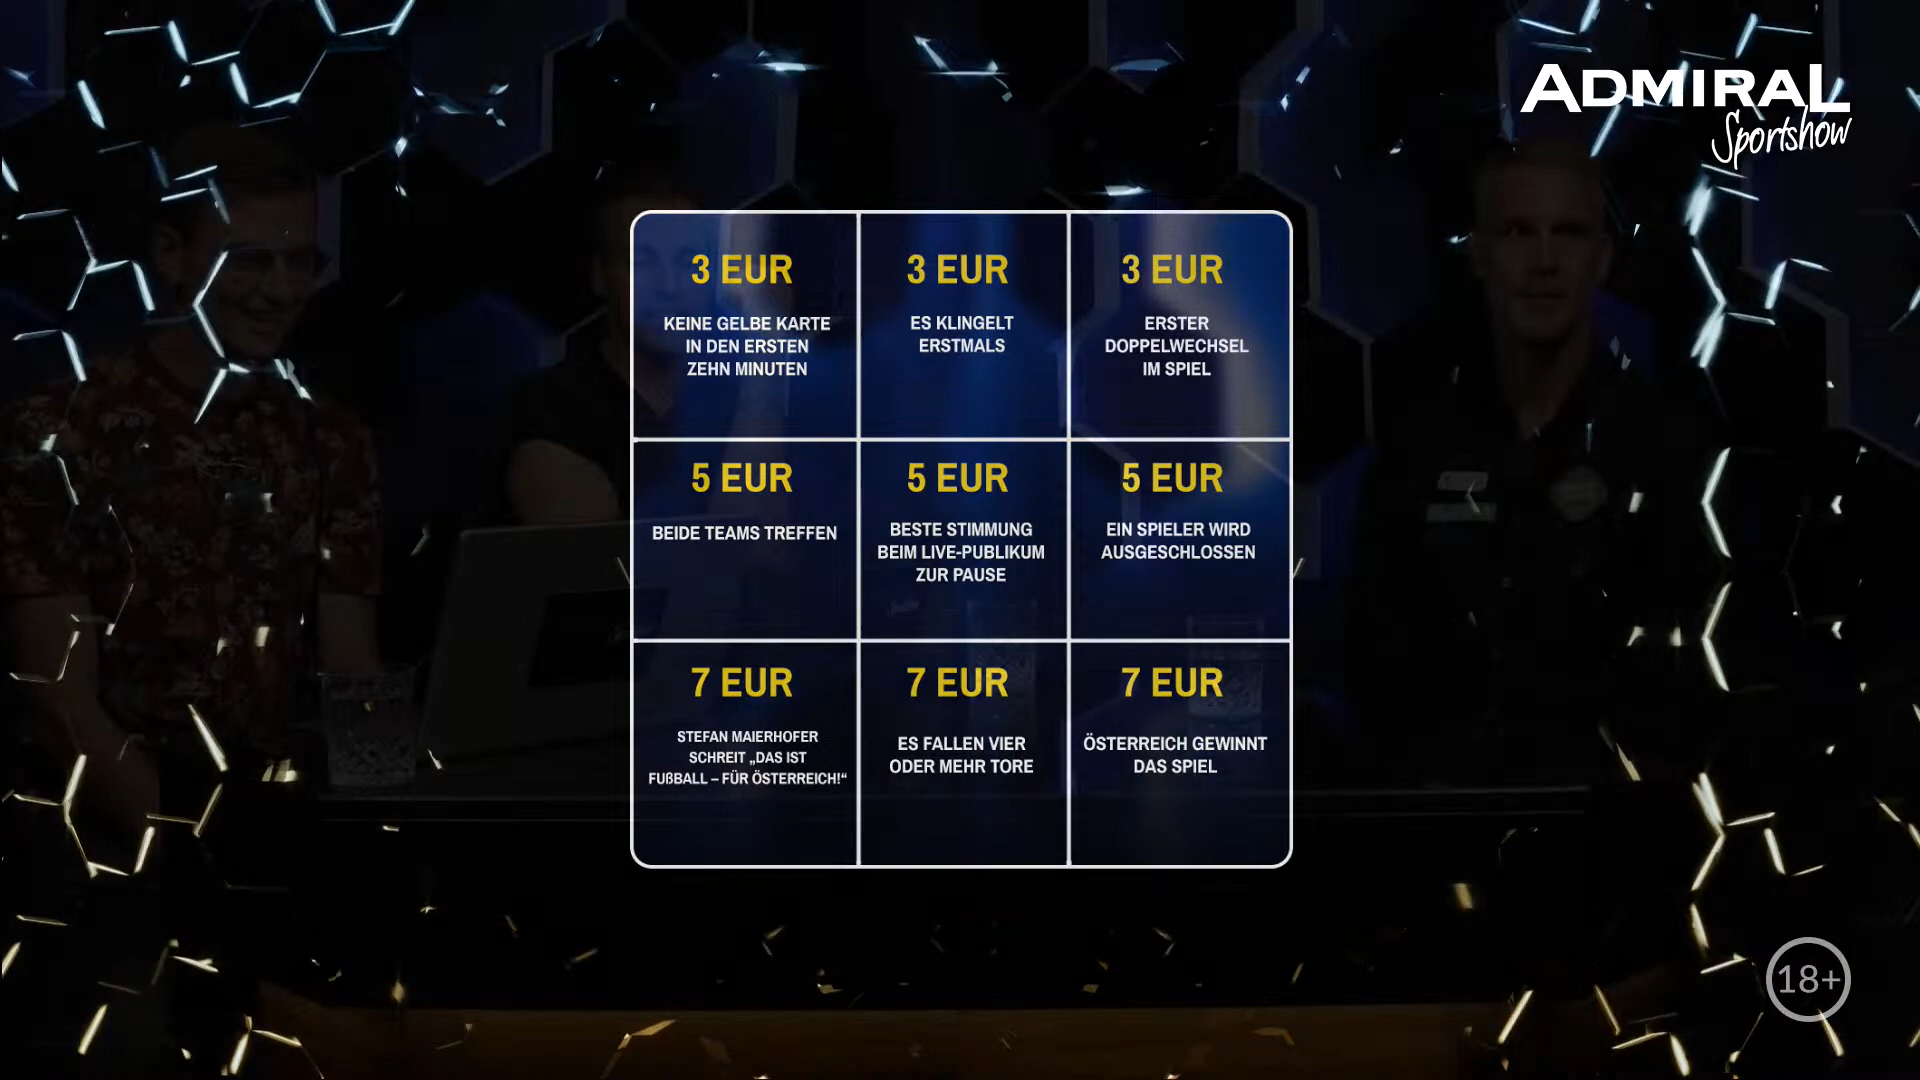 ADMIRAL
Sportshow
3 EUR
KEINE GELBE KARTE
IN DEN ERSTEN
ZEHN MINUTEN
3 EUR
ES KLINGELT
ERSTMALS
3 EUR
ERSTER
DOPPELWECHSEL
IM SPIEL
5 EUR
BEIDE TEAMS TREFFEN
5 EUR
BESTE STIMMUNG
BEIM LIVE-PUBLIKUM
ZUR PAUSE
5 EUR
EIN SPIELER WIRD
AUSGESCHLOSSEN
7 EUR
STEFAN MAIERHOFER
SCHREIT „DAS IST
FUẞBALL – FÜR ÖSTERREICH!“
7 EUR
ES FALLEN VIER
ODER MEHR TORE
7 EUR
ÖSTERREICH GEWINNT
DAS SPIEL
18+